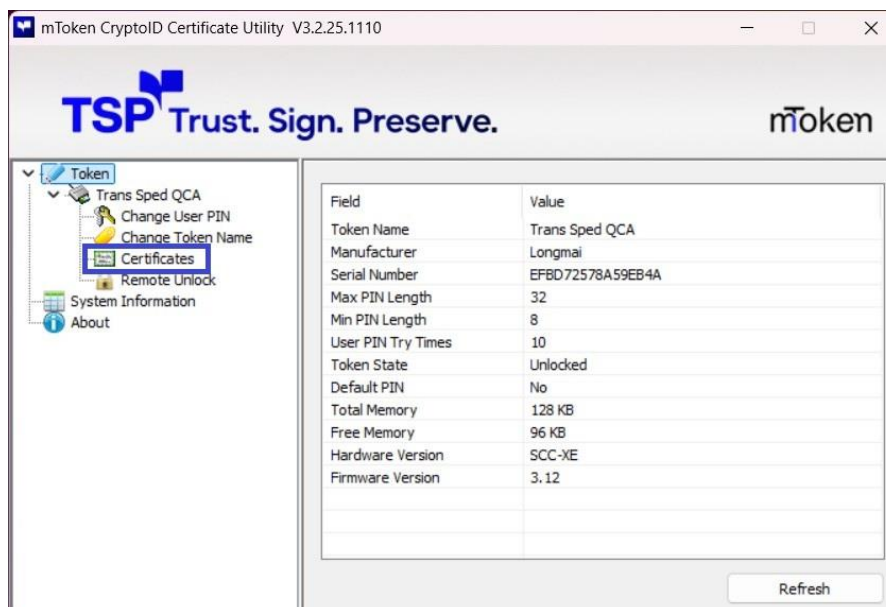 mToken CryptoID Certificate Utility V3.2.25.1110
TSP Trust. Sign. Preserve.
mToken
Token
Trans Sped QCA
Change User PIN
Change Token Name
Certificates
Remote Unlock
System Information
About
Field Value
Token Name Trans Sped QCA
Manufacturer Longmai
Serial Number EFBD72578A59EB4A
Max PIN Length 32
Min PIN Length 8
User PIN Try Times 10
Token State Unlocked
Default PIN No
Total Memory 128 KB
Free Memory 96 KB
Hardware Version SCC-XE
Firmware Version 3.12
Refresh